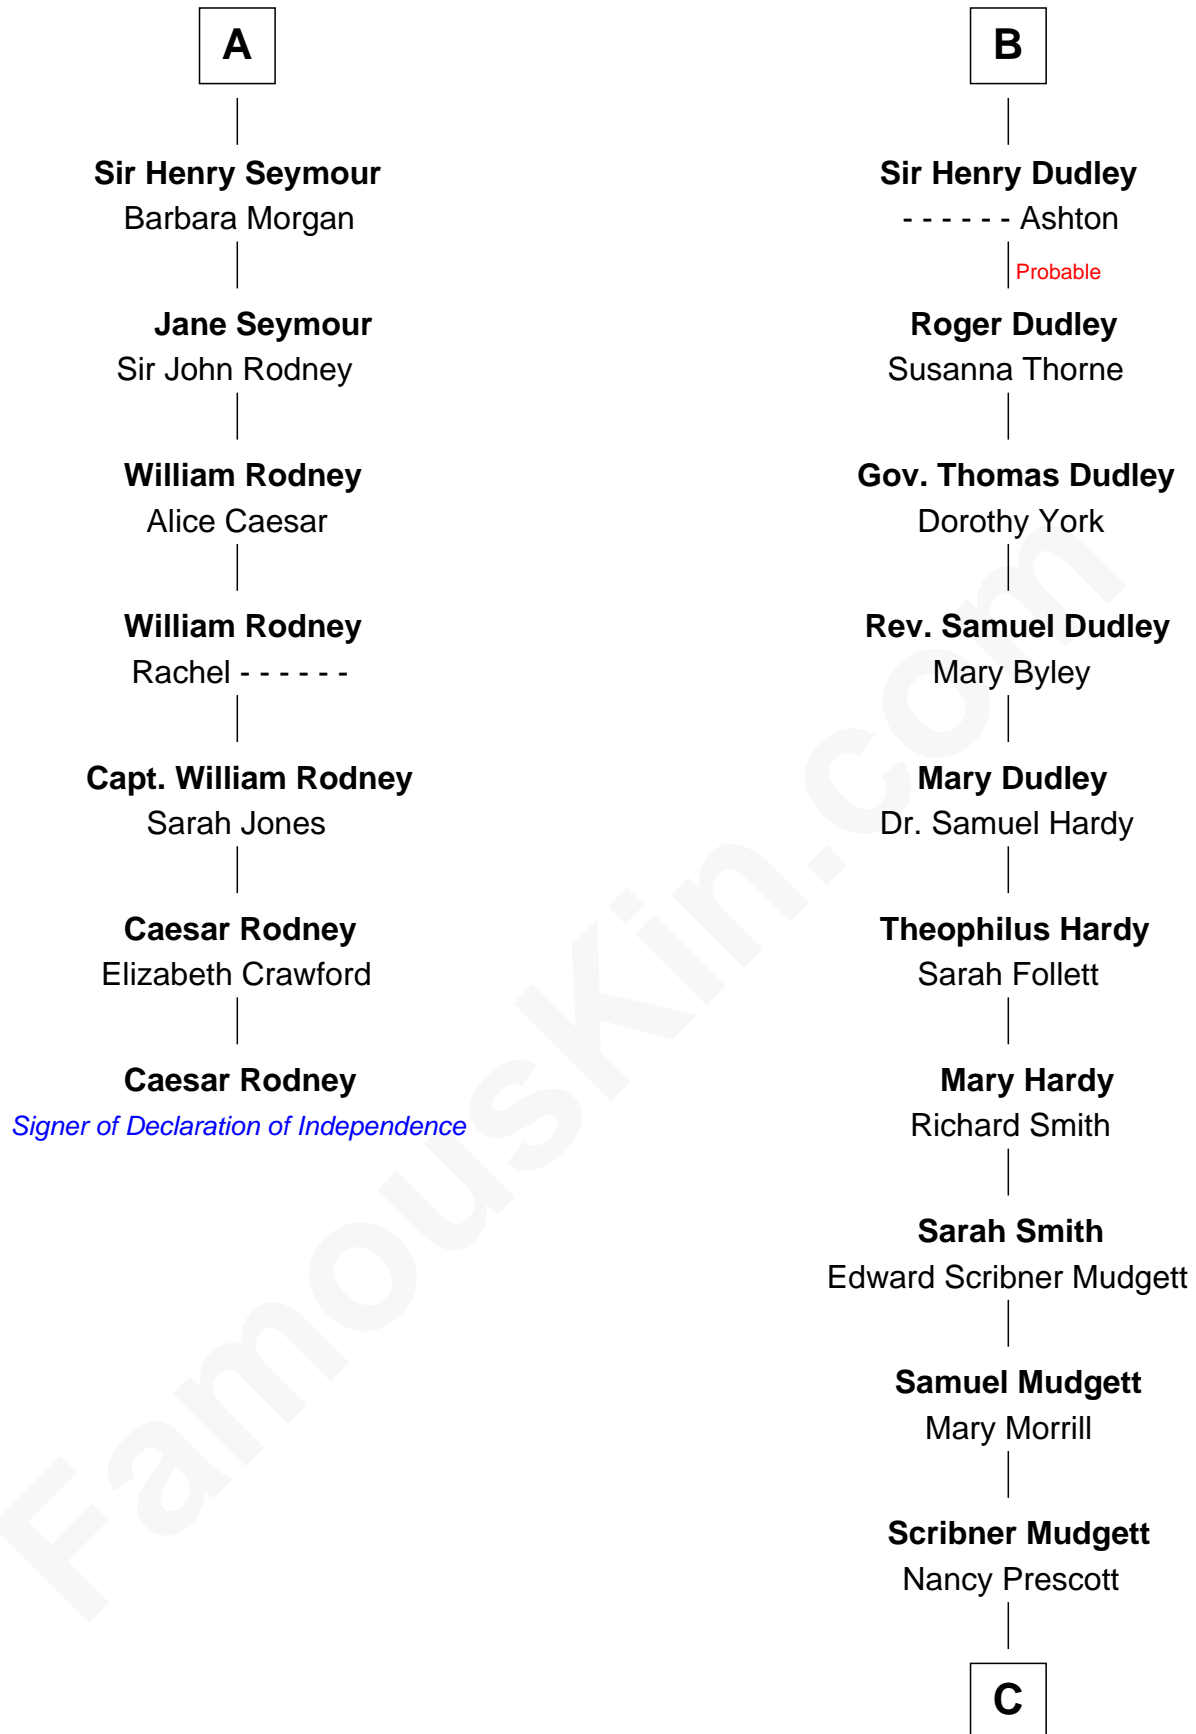 A
Sir Henry Seymour
Barbara Morgan
Jane Seymour
Sir John Rodney
William Rodney
Alice Caesar
William Rodney
Rachel - - - - - -
Capt. William Rodney
Sarah Jones
Caesar Rodney
Elizabeth Crawford
Caesar Rodney
Signer of Declaration of Independence
B
Sir Henry Dudley
- - - - - - Ashton
Probable
Roger Dudley
Susanna Thorne
Gov. Thomas Dudley
Dorothy York
Rev. Samuel Dudley
Mary Byley
Mary Dudley
Dr. Samuel Hardy
Theophilus Hardy
Sarah Follett
Mary Hardy
Richard Smith
Sarah Smith
Edward Scribner Mudgett
Samuel Mudgett
Mary Morrill
Scribner Mudgett
Nancy Prescott
C
FamousKin.com